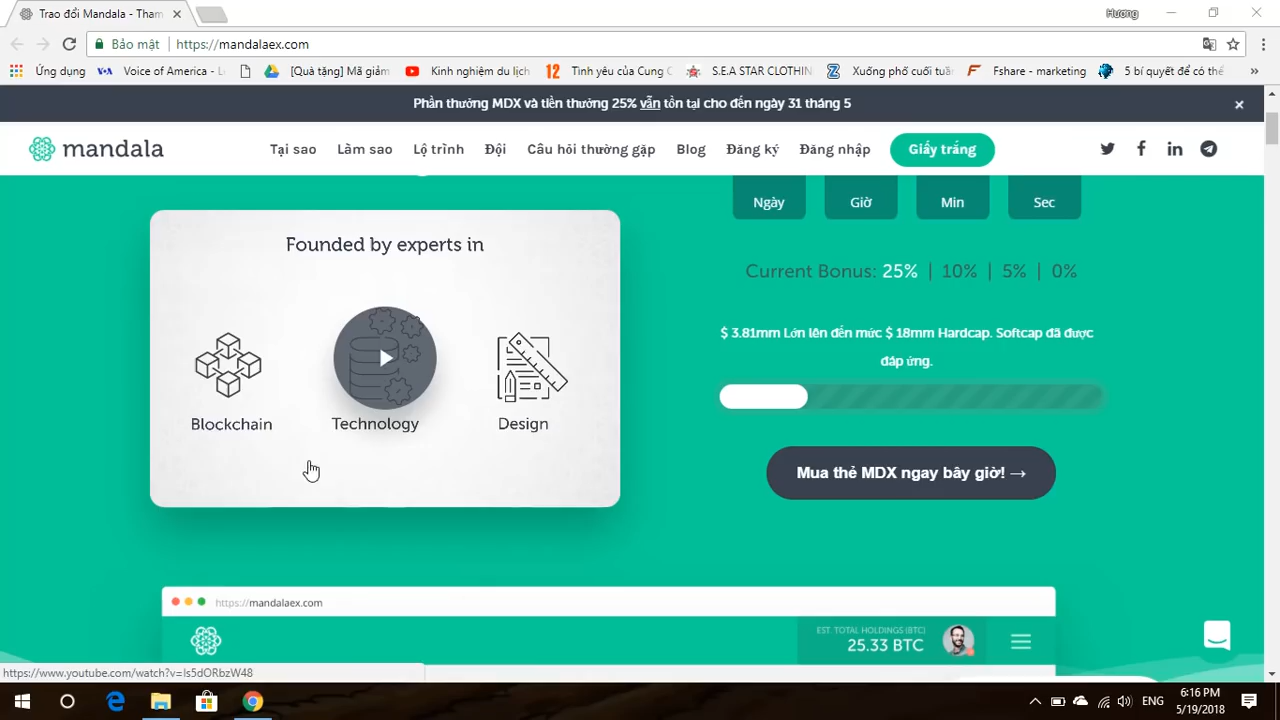 Trao đổi Mandala - Tham
Hương
Bảo mật
https://mandalaex.com
Ứng dụng
Voice of America - L
[Quà tặng] Mã giảm
Kinh nghiệm du lịch
12
Tình yêu của Cung C
S.E.A STAR CLOTHIN
Xuống phố cuối tuần
Fshare - marketing
5 bí quyết để có thể
»
Phần thưởng MDX và tiền thưởng 25% vẫn tồn tại cho đến ngày 31 tháng 5
mandala
Tại sao
Làm sao
Lộ trình
Đội
Câu hỏi thường gặp
Blog
Đăng ký
Đăng nhập
Giấy trắng
Founded by experts in
Blockchain
Technology
Design
Ngày
Giờ
Min
Sec
Current Bonus: 25% | 10% | 5% | 0%
$ 3.81mm Lớn lên đến mức $ 18mm Hardcap. Softcap đã được
đáp ứng.
Mua thẻ MDX ngay bây giờ! →
https://mandalaex.com
EST. TOTAL HOLDINGS (BTC)
25.33 BTC
https://www.youtube.com/watch?v=Is5dORbzW48
ENG
6:16 PM
5/19/2018